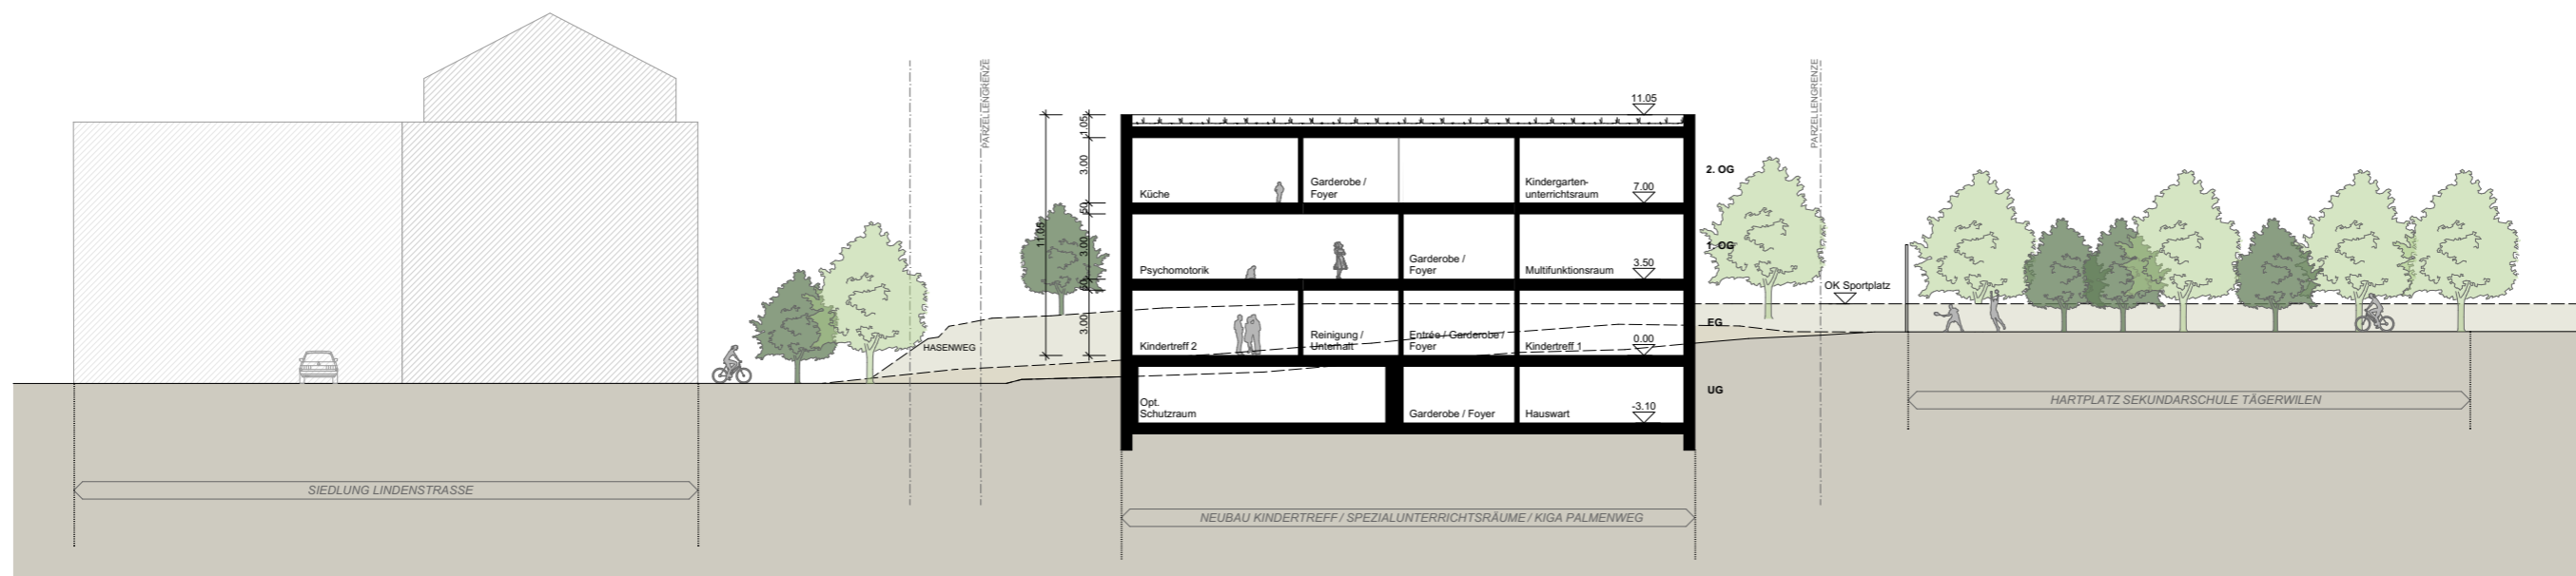 PARZELLENGRENZE
PARZELLENGRENZE
11.05
1.05
3.00
50
3.00
50
3.00
11.05
2. OG
Küche
Garderobe /
Foyer
Kindergarten-
unterrichtsraum
7.00
1. OG
Psychomotorik
Garderobe /
Foyer
Multifunktionsraum
3.50
OK Sportplatz
EG
HASENWEG
Kindertreff 2
Reinigung /
Unterhalt
Entrée / Garderobe /
Foyer
Kindertreff 1
0.00
UG
Opt.
Schutzraum
Garderobe / Foyer
Hauswart
-3.10
HARTPLATZ SEKUNDARSCHULE TÄGERWILEN
SIEDLUNG LINDENSTRASSE
NEUBAU KINDERTREFF / SPEZIALUNTERRICHTSRÄUME / KIGA PALMENWEG